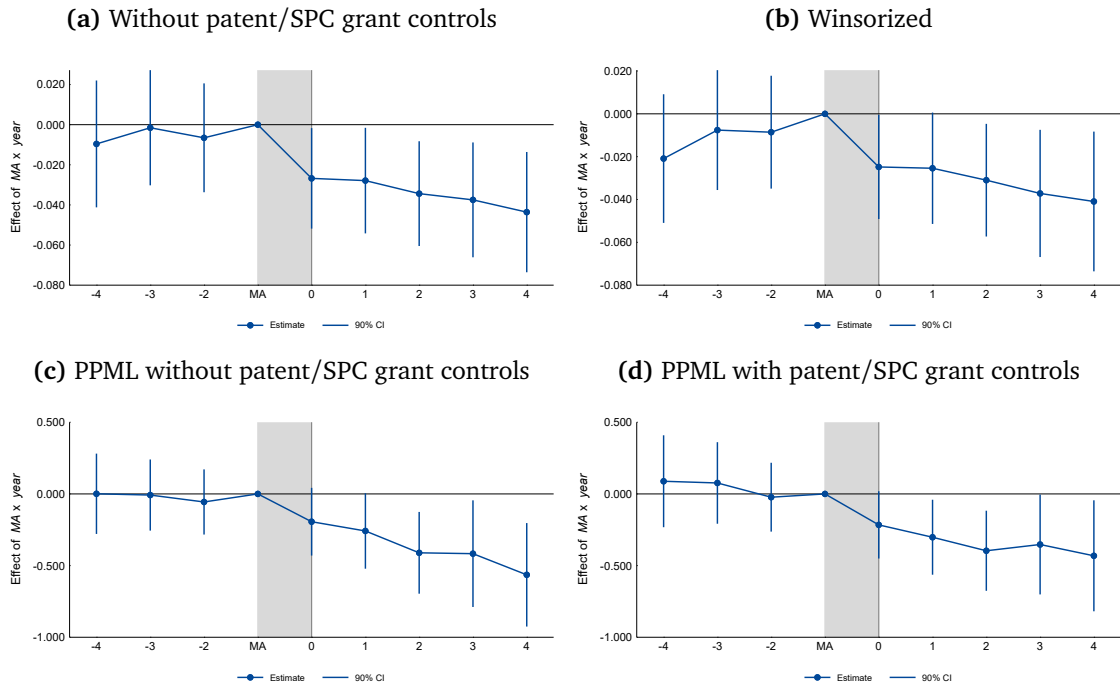 (a) Without patent/SPC grant controls
Effect of MA x year
0.020
0.000
-0.020
-0.040
-0.060
-0.080
-4 -3 -2 MA 0 1 2 3 4
Estimate 90% CI
(b) Winsorized
Effect of MA x year
0.020
0.000
-0.020
-0.040
-0.060
-0.080
-4 -3 -2 MA 0 1 2 3 4
Estimate 90% CI
(c) PPML without patent/SPC grant controls
Effect of MA x year
0.500
0.000
-0.500
-1.000
-4 -3 -2 MA 0 1 2 3 4
Estimate 90% CI
(d) PPML with patent/SPC grant controls
Effect of MA x year
0.500
0.000
-0.500
-1.000
-4 -3 -2 MA 0 1 2 3 4
Estimate 90% CI